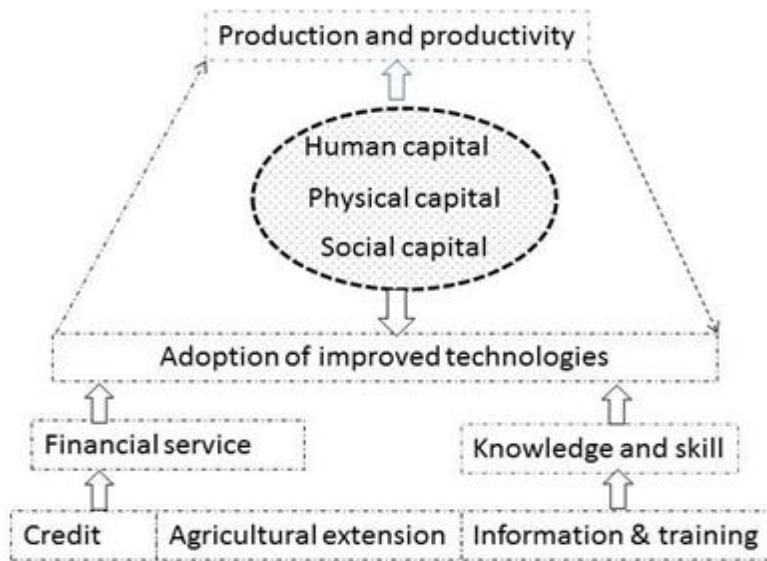 Production and productivity
Human capital
Physical capital
Social capital
Adoption of improved technologies
Financial service
Knowledge and skill
Credit
Agricultural extension
Information & training